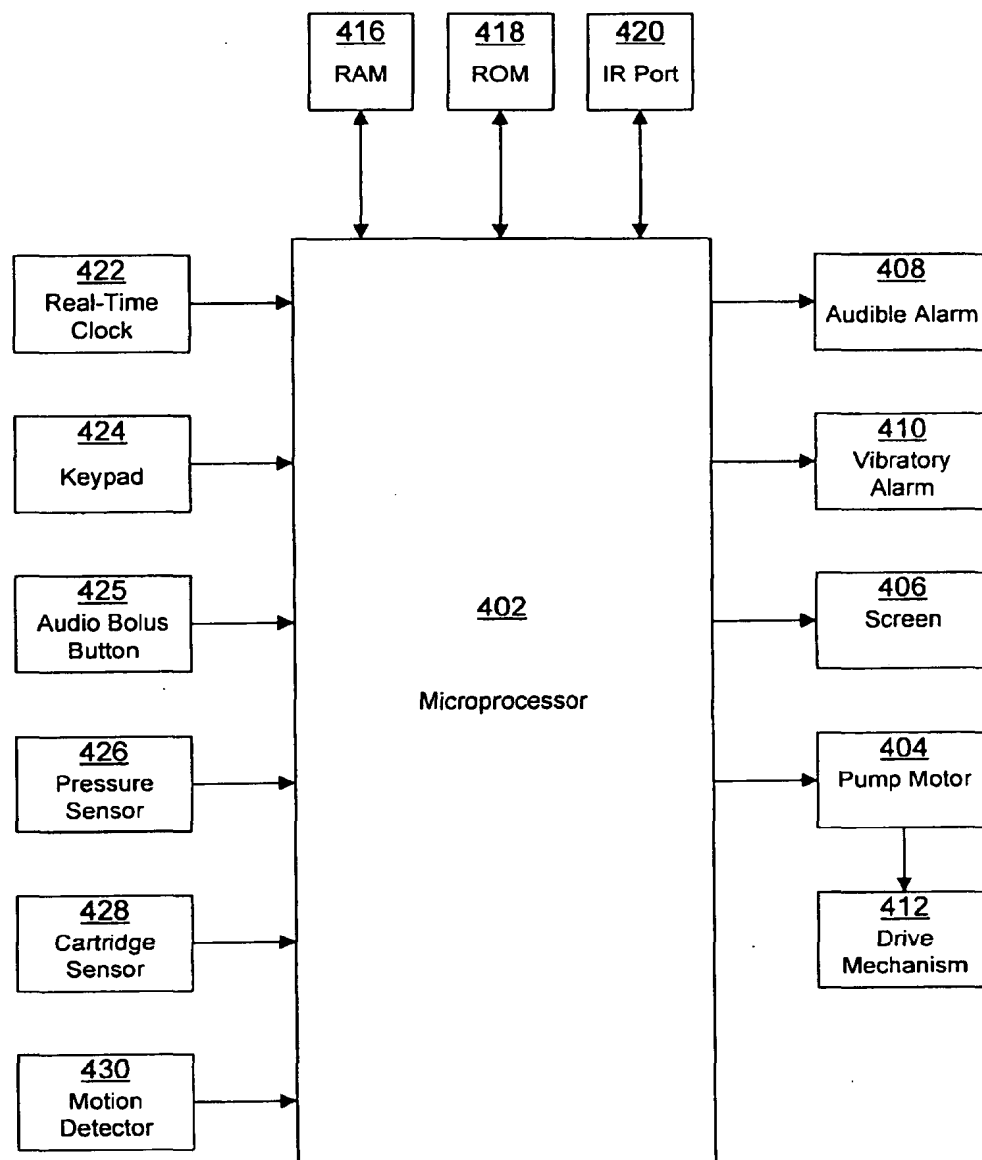 416
RAM
418
ROM
420
IR Port
422
Real-Time
Clock
424
Keypad
425
Audio Bolus
Button
426
Pressure
Sensor
428
Cartridge
Sensor
430
Motion
Detector
402
Microprocessor
408
Audible Alarm
410
Vibratory
Alarm
406
Screen
404
Pump Motor
412
Drive
Mechanism